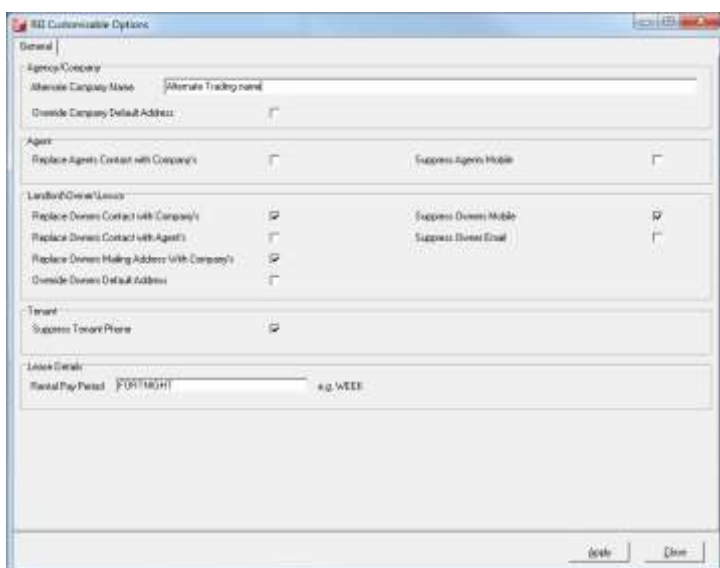 Customisable Options
General
Agency/Company
Alternate Company Name Alternate Trading name
Override Company Default Address
Agent
Replace Agents Contact with Company's Suppress Agents Mobile
Landlord\Owner\Lessor
Replace Owners Contact with Company's Suppress Owners Mobile
Replace Owners Contact with Agent's Suppress Owner Email
Replace Owners Mailing Address With Company's
Override Owners Default Address
Tenant
Suppress Tenant Phone
Lease Details
Rental Pay Period FORTNIGHT e.g. WEEK
Apply Close